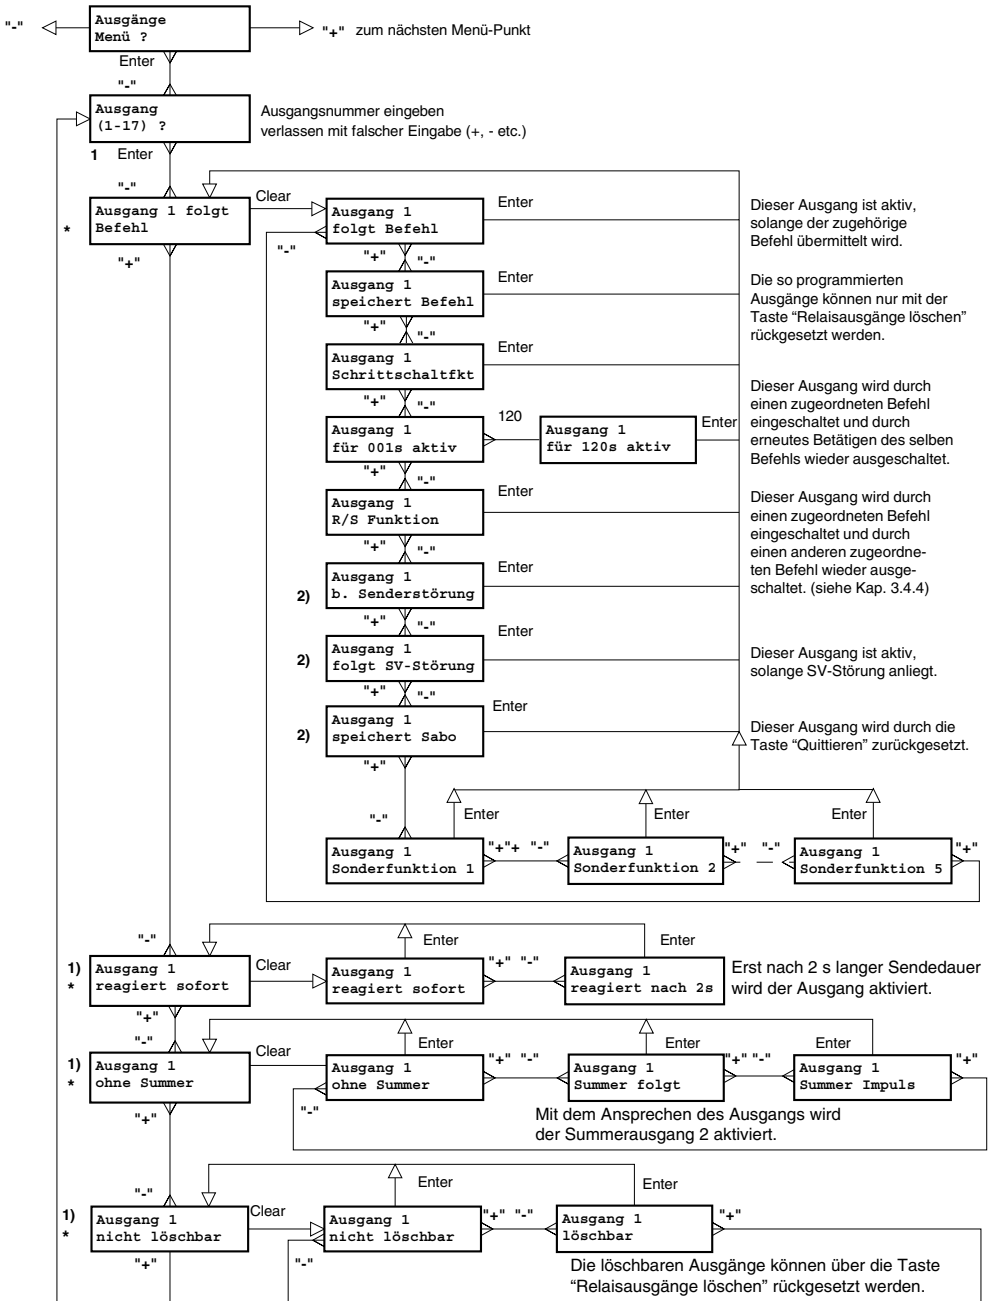 "-"
Ausgänge
Menü ?
"+" zum nächsten Menü-Punkt
Enter
"-"
Ausgang
(1-17) ?
Ausgangsnummer eingeben
verlassen mit falscher Eingabe (+, - etc.)
1 Enter
"-"
*
Ausgang 1 folgt
Befehl
"+"
Clear
Ausgang 1
folgt Befehl
"-"
Enter
Dieser Ausgang ist aktiv,
solange der zugehörige
Befehl übermittelt wird.
"+" "-"
Ausgang 1
speichert Befehl
Enter
Die so programmierten
Ausgänge können nur mit der
Taste “Relaisausgänge löschen”
rückgesetzt werden.
"+" "-"
Ausgang 1
Schrittschaltfkt
Enter
"+" "-"
Ausgang 1
für 001s aktiv
120
Ausgang 1
für 120s aktiv
Enter
Dieser Ausgang wird durch
einen zugeordneten Befehl
eingeschaltet und durch
erneutes Betätigen des selben
Befehls wieder ausgeschaltet.
"+" "-"
Ausgang 1
R/S Funktion
Enter
Dieser Ausgang wird durch
einen zugeordneten Befehl
eingeschaltet und durch
einen anderen zugeordne-
ten Befehl wieder ausge-
schaltet. (siehe Kap. 3.4.4)
"+" "-"
2)
Ausgang 1
b. Senderstörung
Enter
"+" "-"
2)
Ausgang 1
folgt SV-Störung
Enter
Dieser Ausgang ist aktiv,
solange SV-Störung anliegt.
"+" "-"
2)
Ausgang 1
speichert Sabo
Enter
Dieser Ausgang wird durch die
Taste “Quittieren” zurückgesetzt.
"+"
"-"
Enter
Enter
Enter
Ausgang 1
Sonderfunktion 1
"+"+ "-"
Ausgang 1
Sonderfunktion 2
"+" "-"
Ausgang 1
Sonderfunktion 5
"+"
"-"
1)
*
Ausgang 1
reagiert sofort
"+"
Clear
Ausgang 1
reagiert sofort
Enter
"+" "-"
Enter
Ausgang 1
reagiert nach 2s
Erst nach 2 s langer Sendedauer
wird der Ausgang aktiviert.
"-"
1)
*
Ausgang 1
ohne Summer
"+"
Clear
Ausgang 1
ohne Summer
"-"
Enter
"+" "-"
Ausgang 1
Summer folgt
Enter
"+" "-"
Enter
Ausgang 1
Summer Impuls
"+"
Mit dem Ansprechen des Ausgangs wird
der Summerausgang 2 aktiviert.
"-"
1)
*
Ausgang 1
nicht löschbar
"+"
Clear
Ausgang 1
nicht löschbar
"-"
Enter
"+" "-"
Enter
Ausgang 1
löschbar
"+"
Die löschbaren Ausgänge können über die Taste
“Relaisausgänge löschen” rückgesetzt werden.